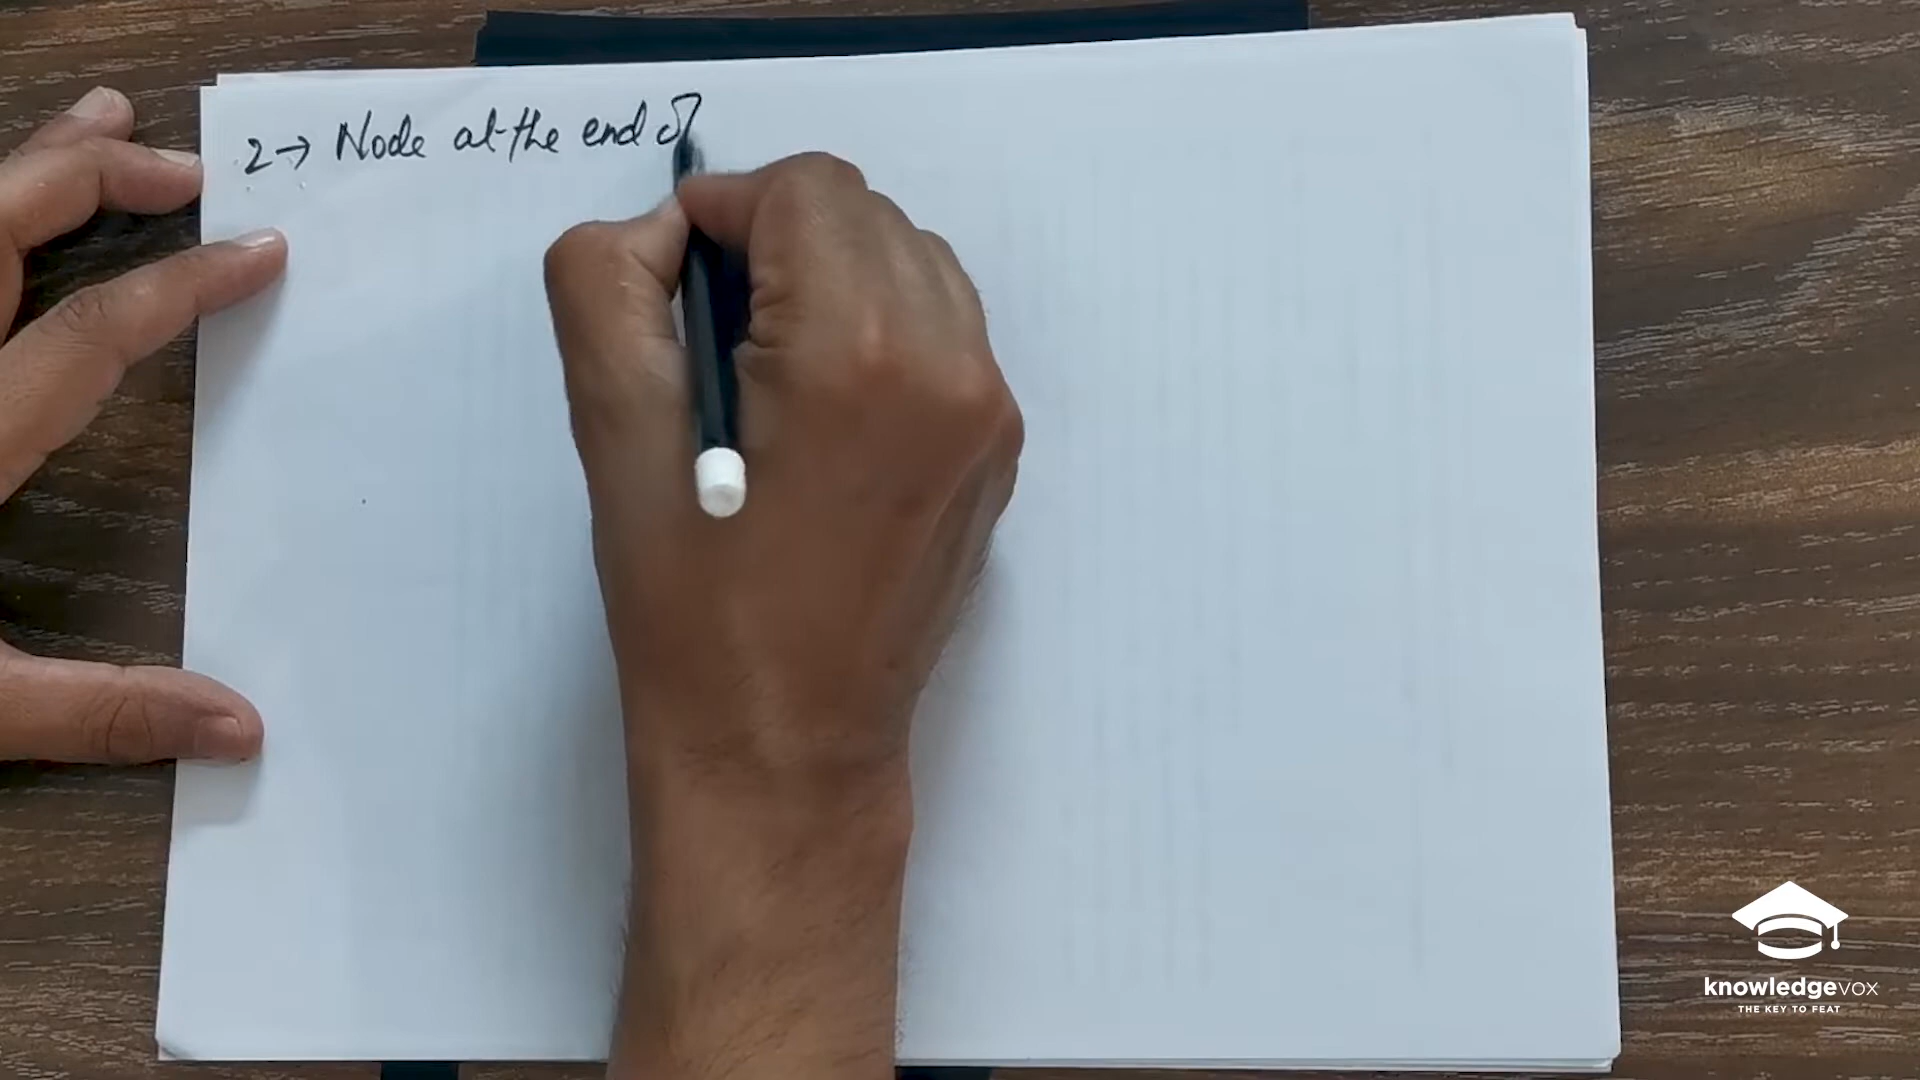 2→ Node at the end of
knowledgevox
THE KEY TO FEAT